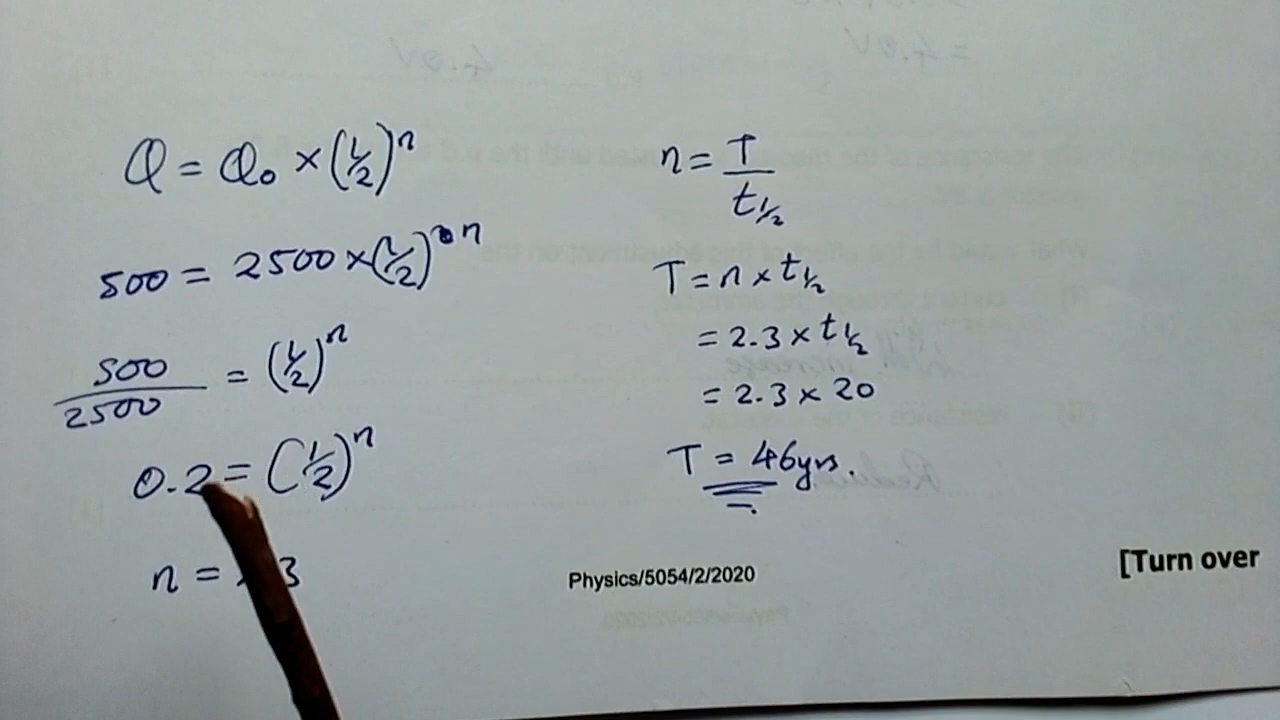 Q = Q₀ × (1/2)ⁿ
500 = 2500 × (1/2)ⁿ
500/2500 = (1/2)ⁿ
0.2 = (1/2)ⁿ
n = 3
n = T/t½
T = n × t½
= 2.3 × t½
= 2.3 × 20
T = 46yrs.
Physics/5054/2/2020
[Turn over